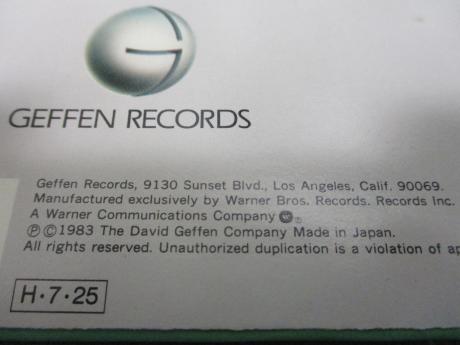 GEFFEN RECORDS
Geffen Records, 9130 Sunset Blvd., Los Angeles, Calif. 90069.
Manufactured exclusively by Warner Bros. Records. Records Inc.
A Warner Communications Company
℗©1983 The David Geffen Company Made in Japan.
All rights reserved. Unauthorized duplication is a violation of
H·7·25